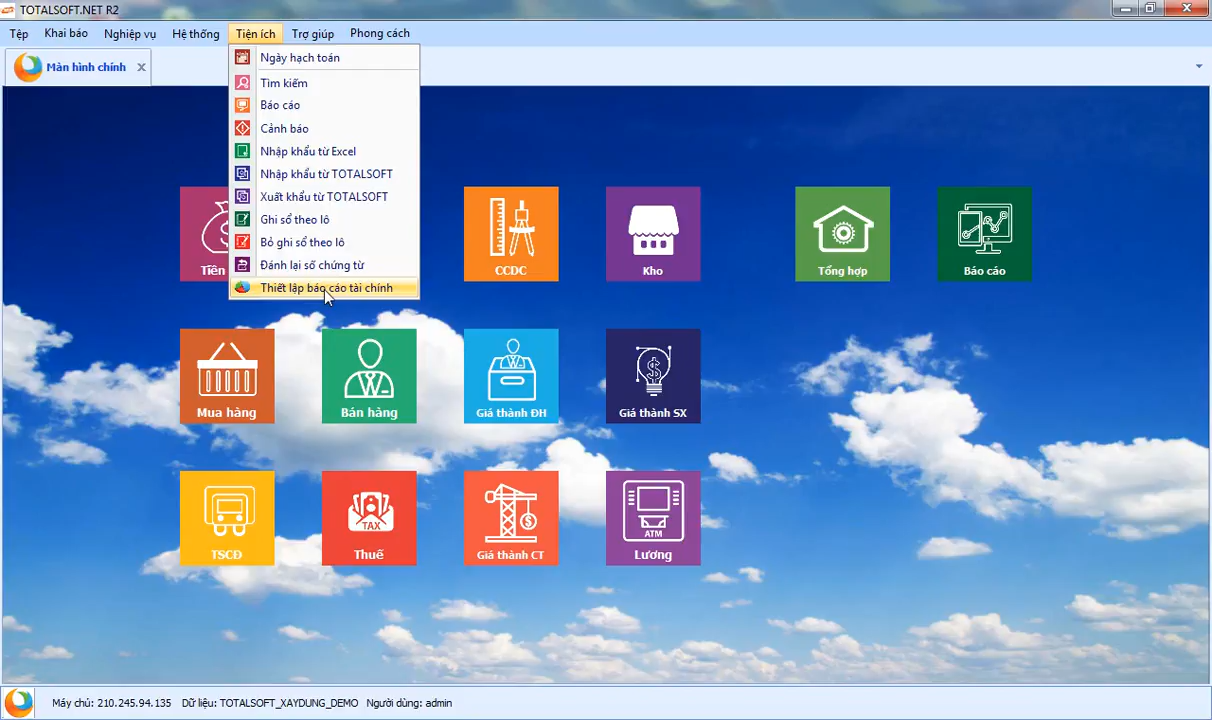 TOTALSOFT.NET R2
Tệp Khai báo Nghiệp vụ Hệ thống Tiện ích Trợ giúp Phong cách
Màn hình chính
Ngày hạch toán
Tìm kiếm
Báo cáo
Cảnh báo
Nhập khẩu từ Excel
Nhập khẩu từ TOTALSOFT
Xuất khẩu từ TOTALSOFT
Ghi sổ theo lô
Bỏ ghi sổ theo lô
Đánh lại số chứng từ
Thiết lập báo cáo tài chính
Tiền CCDC Kho Tổng hợp Báo cáo
Mua hàng Bán hàng Giá thành ĐH Giá thành SX
TAX
ATM
TSCĐ Thuế Giá thành CT Lương
Máy chủ: 210.245.94.135 Dữ liệu: TOTALSOFT_XAYDUNG_DEMO Người dùng: admin